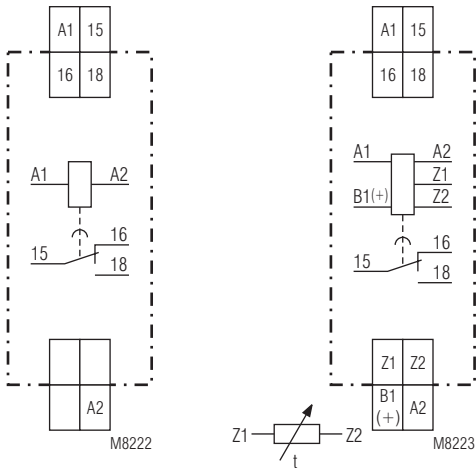 A1 15
16 18
A1 A2
15 16
18
A2
M8222
A1 15
16 18
A1 A2
Z1
B1(+) Z2
15 16
18
Z1 Z2
B1 (+) A2
M8223
Z1 Z2
t